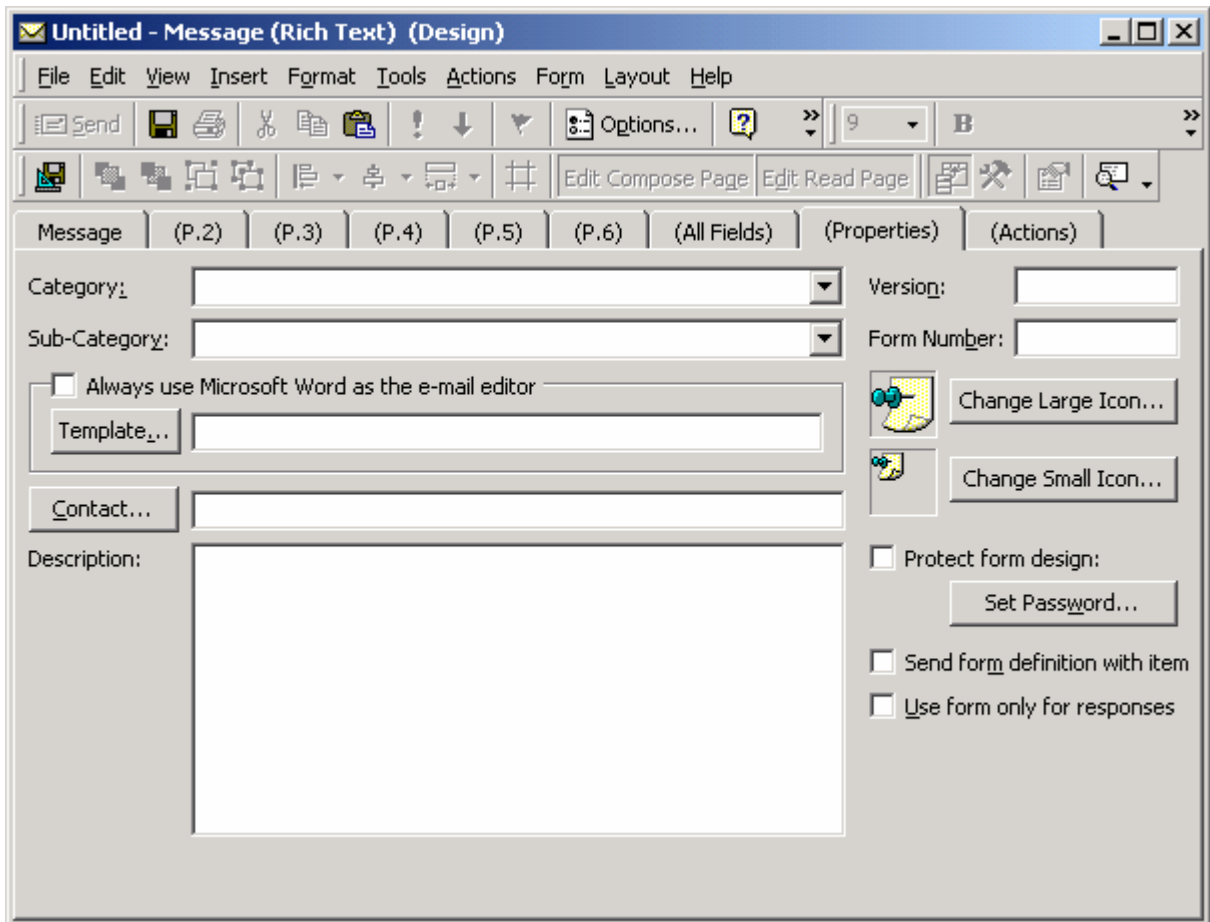 Untitled - Message (Rich Text) (Design)
File Edit View Insert Format Tools Actions Form Layout Help
Send Options... 9 B
Edit Compose Page Edit Read Page
Message (P.2) (P.3) (P.4) (P.5) (P.6) (All Fields) (Properties) (Actions)
Category: Version:
Sub-Category: Form Number:
Always use Microsoft Word as the e-mail editor
Template... Change Large Icon...
Change Small Icon...
Contact...
Description: Protect form design:
Set Password...
Send form definition with item
Use form only for responses